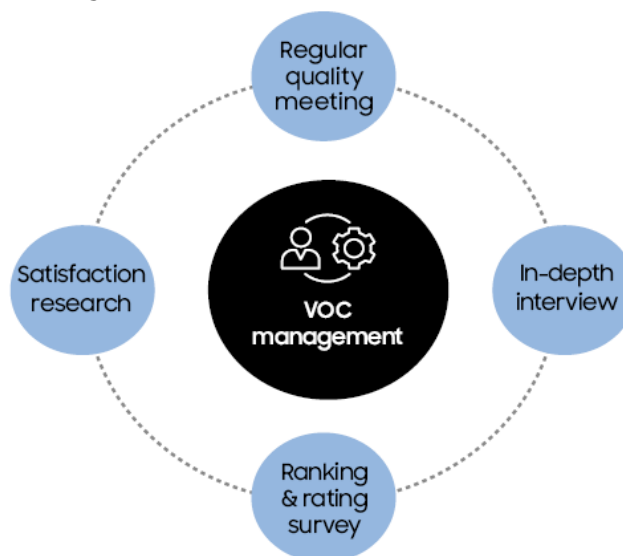 Regular
quality
meeting
Satisfaction
research
VOC
management
In-depth
interview
Ranking
& rating
survey